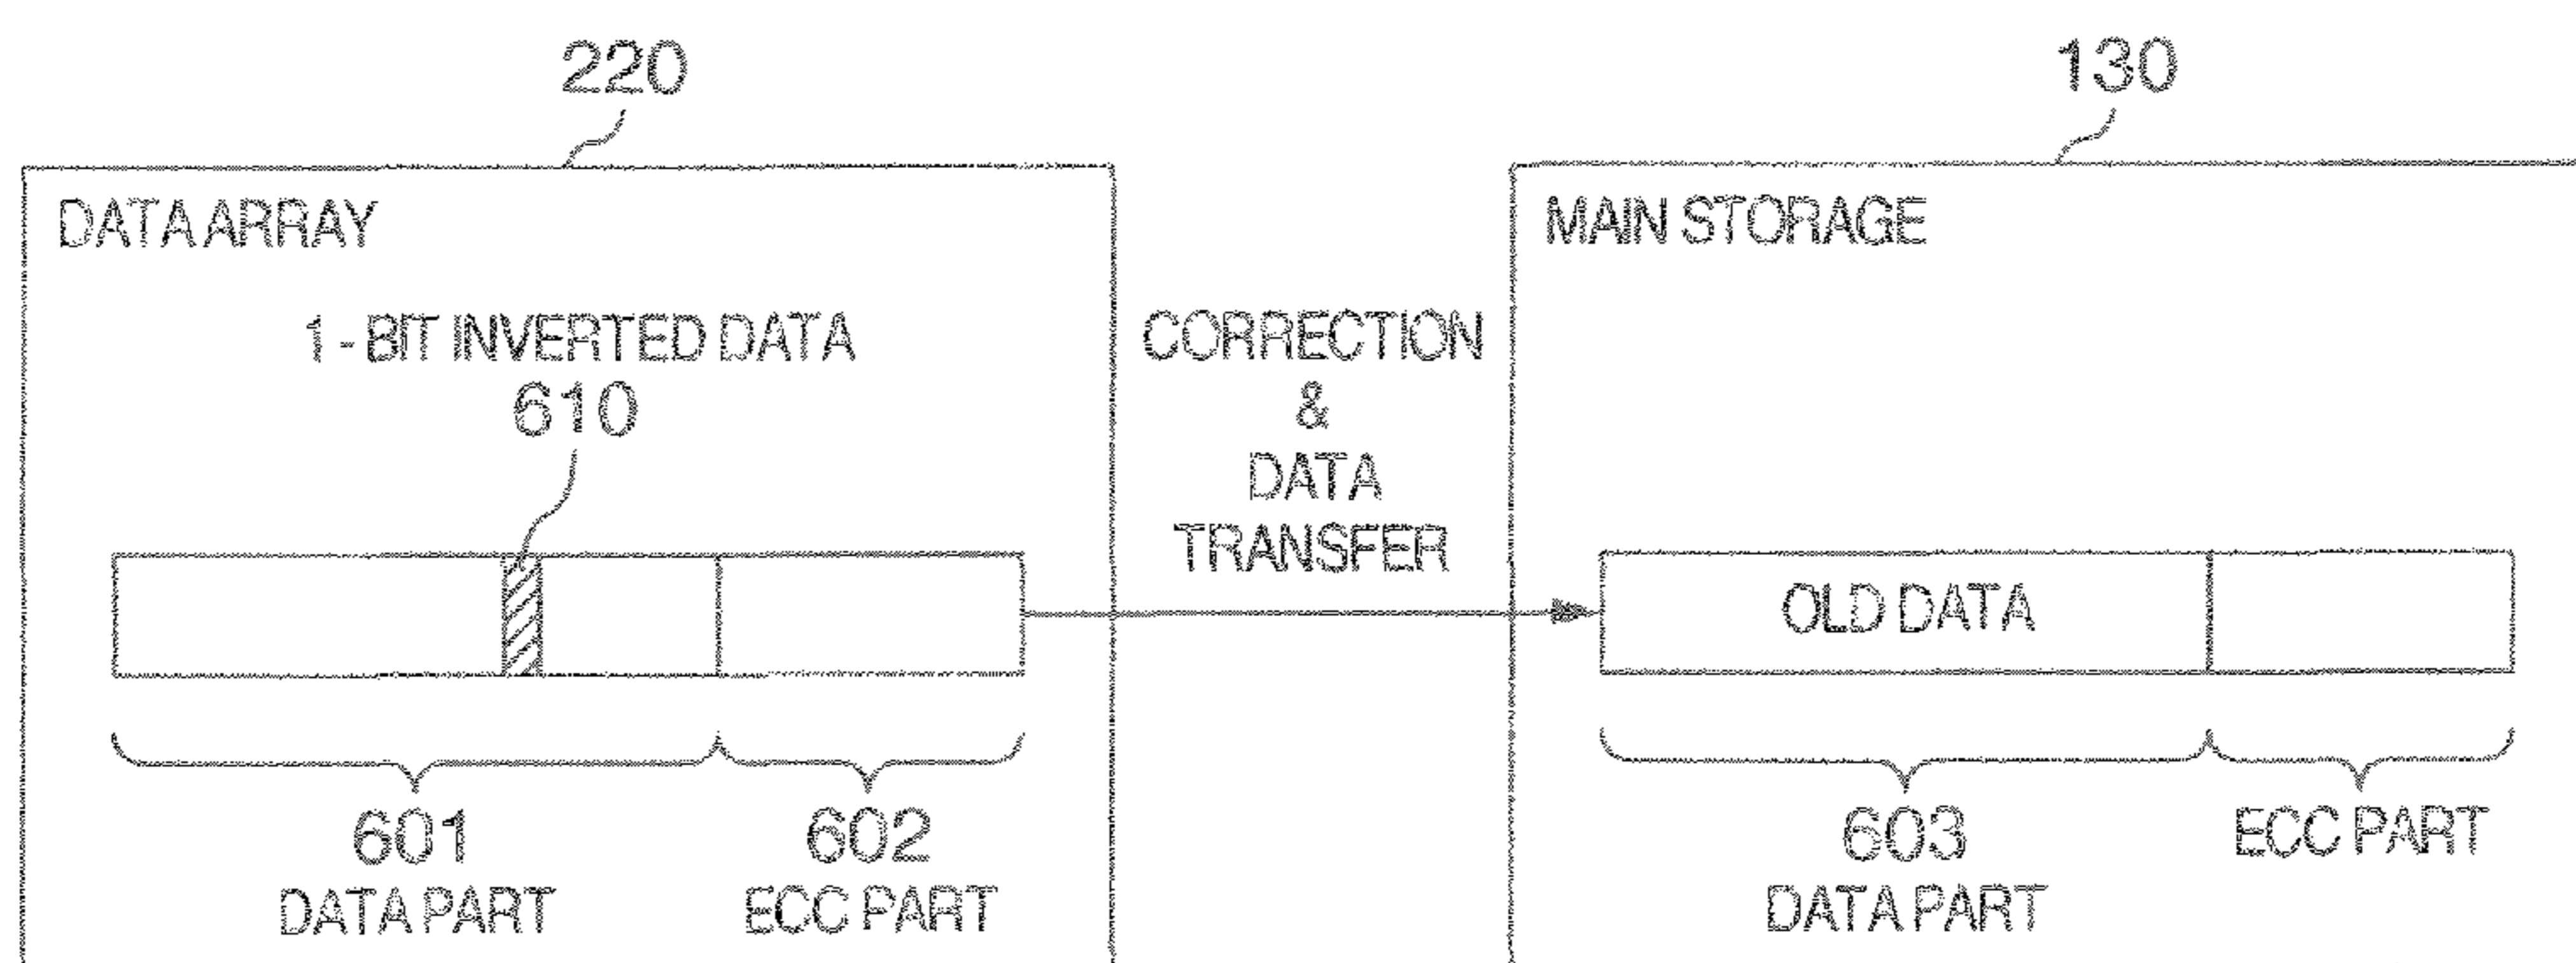 220
130
DATA ARRAY
MAIN STORAGE
1-BIT INVERTED DATA
610
CORRECTION
&
DATA
TRANSFER
OLD DATA
601
DATA PART
602
ECC PART
603
DATA PART
ECC PART